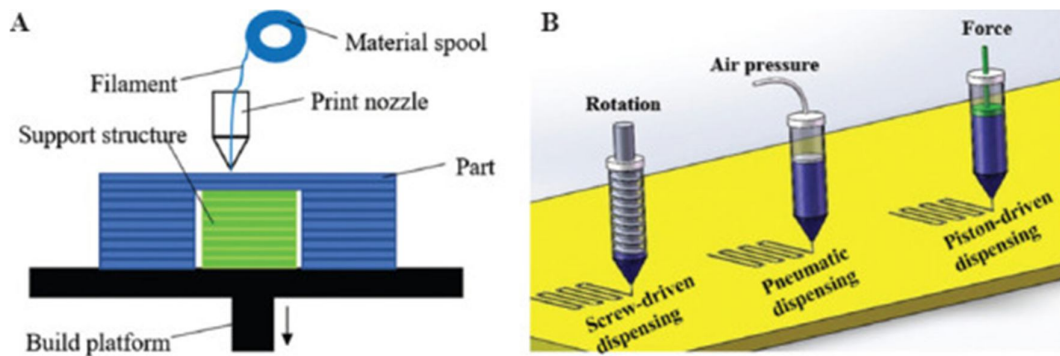 A
Material spool
Filament
Print nozzle
Support structure
Part
Build platform
B
Force
Air pressure
Rotation
Screw-driven
dispensing
Pneumatic
dispensing
Piston-driven
dispensing